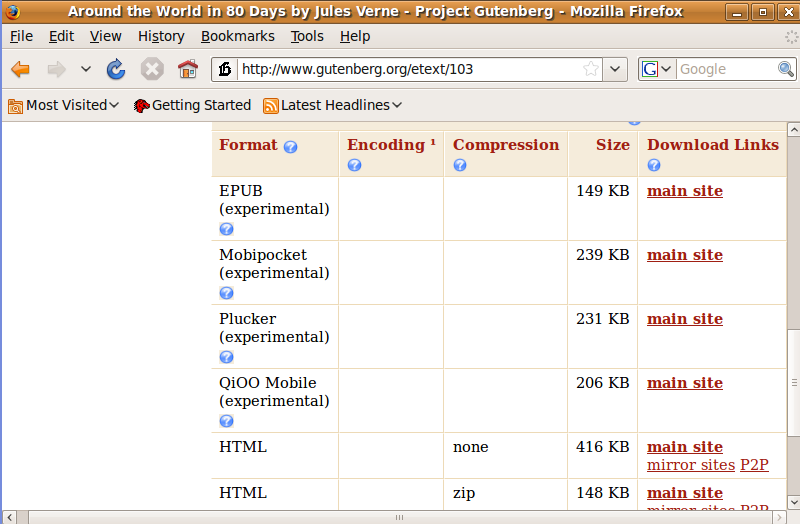 Around the World in 80 Days by Jules Verne - Project Gutenberg - Mozilla Firefox
File Edit View History Bookmarks Tools Help
http://www.gutenberg.org/etext/103 G Google
Most Visited Getting Started Latest Headlines
Format ? Encoding ¹ ? Compression ? Size Download Links ?
EPUB (experimental) ? 149 KB main site
Mobipocket (experimental) ? 239 KB main site
Plucker (experimental) ? 231 KB main site
QiOO Mobile (experimental) ? 206 KB main site
HTML none 416 KB main site
mirror sites P2P
HTML zip 148 KB main site
mirror sites P2P